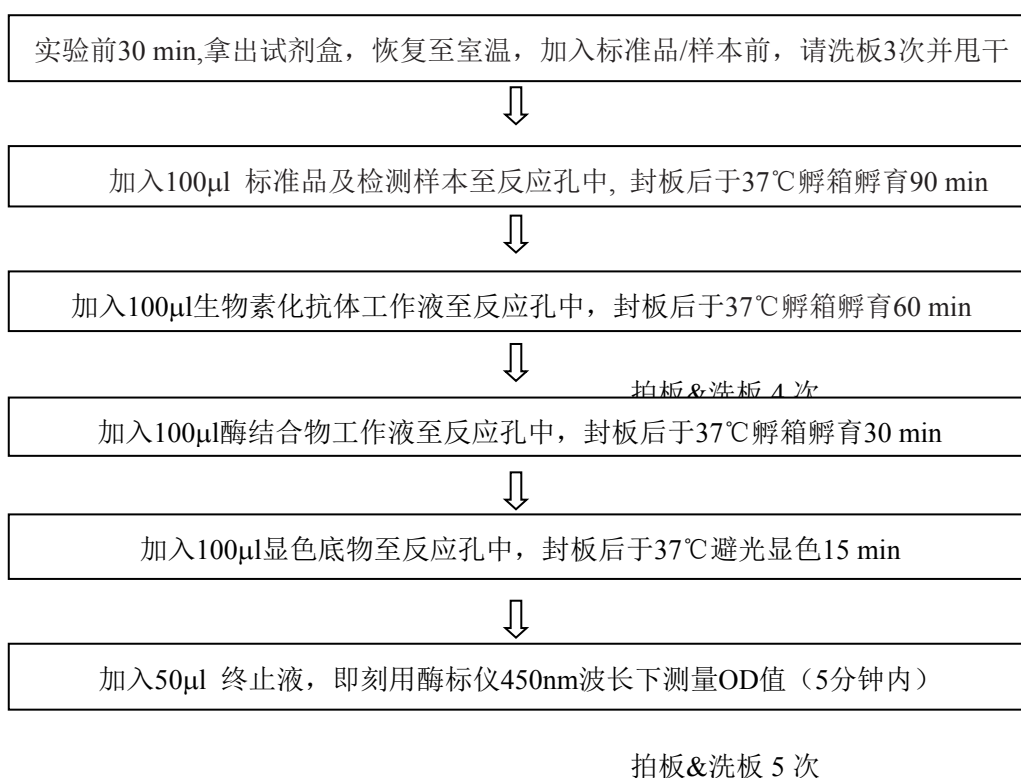 实验前30 min,拿出试剂盒，恢复至室温，加入标准品/样本前，请洗板3次并甩干
加入100μl 标准品及检测样本至反应孔中, 封板后于37℃孵箱孵育90 min
加入100μl生物素化抗体工作液至反应孔中，封板后于37℃孵箱孵育60 min
拍板&洗板 4 次
加入100μl酶结合物工作液至反应孔中，封板后于37℃孵箱孵育30 min
加入100μl显色底物至反应孔中，封板后于37℃避光显色15 min
加入50μl 终止液，即刻用酶标仪450nm波长下测量OD值（5分钟内）
拍板&洗板 5 次